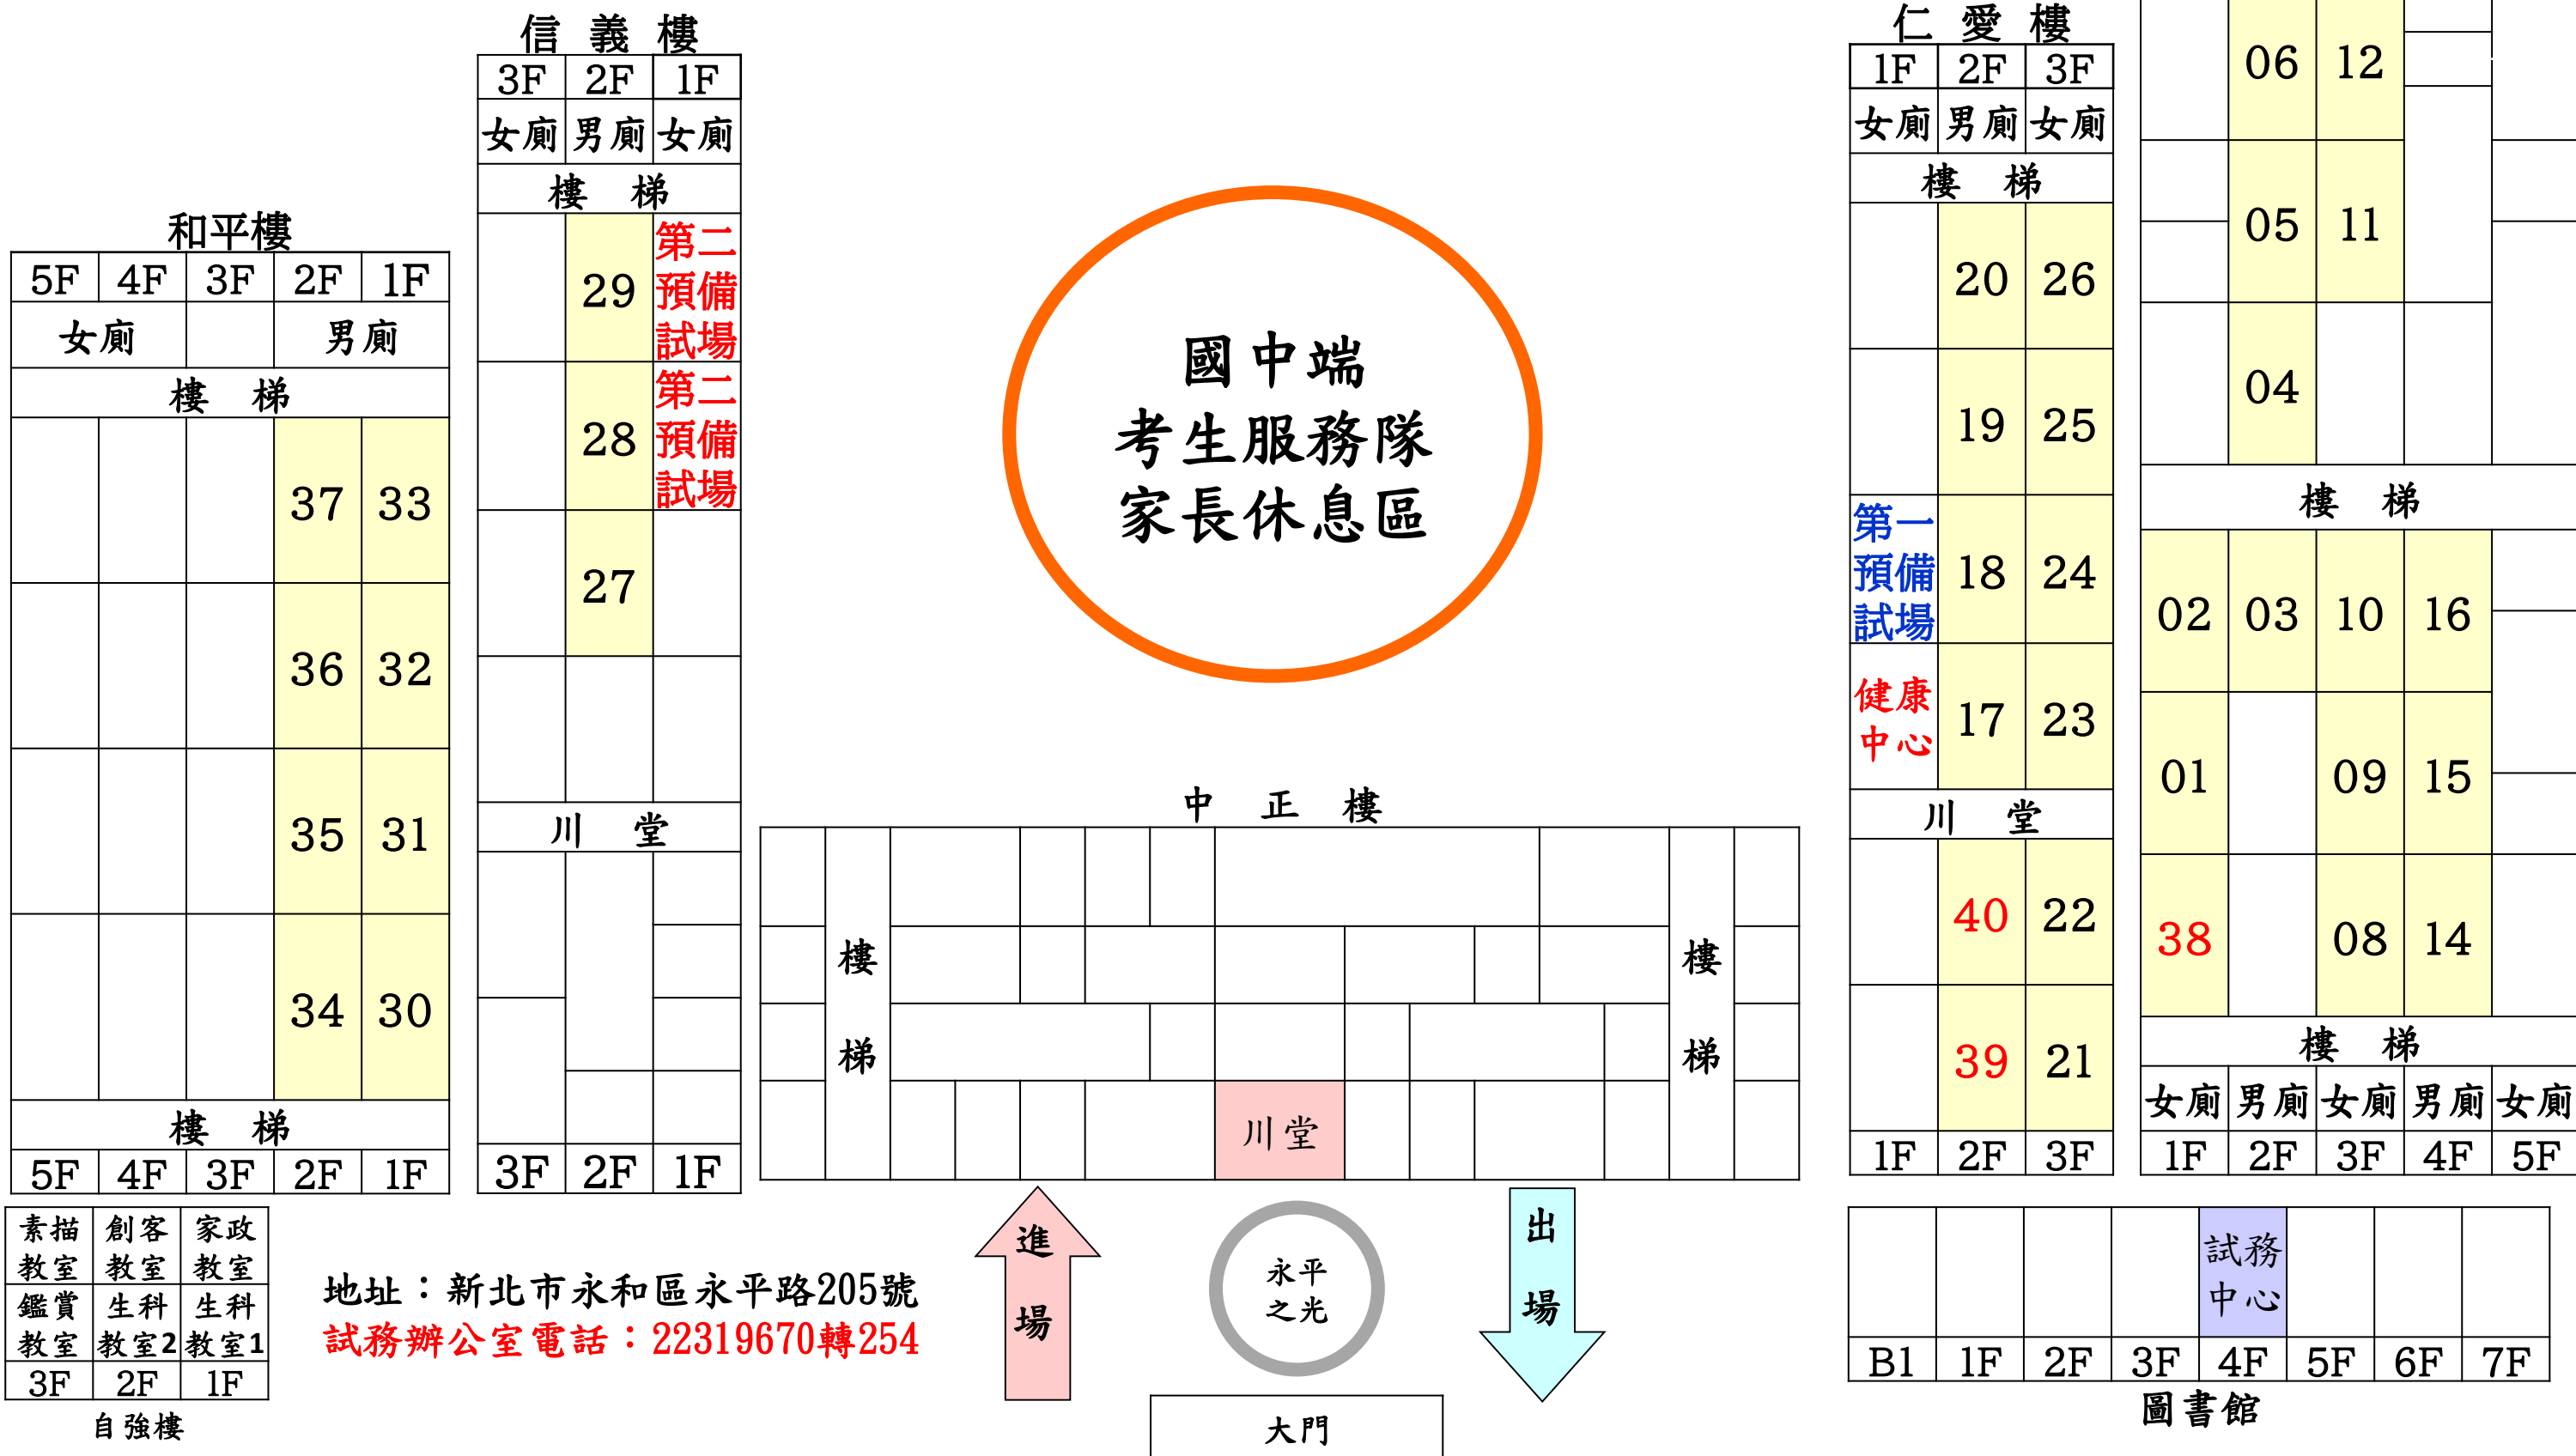 信 義 樓
3F 2F 1F
女廁 男廁 女廁
樓 梯
29
第二
預備
試場
28
第二
預備
試場
27
川 堂
3F 2F 1F
和平樓
5F 4F 3F 2F 1F
女廁 男廁
樓 梯
37 33
36 32
35 31
34 30
樓 梯
5F 4F 3F 2F 1F
國中端
考生服務隊
家長休息區
中 正 樓
樓
梯
樓
梯
川堂
仁 愛 樓
1F 2F 3F
女廁 男廁 女廁
樓 梯
20 26
19 25
第一
預備
試場
18 24
健康
中心
17 23
川 堂
40 22
39 21
1F 2F 3F
06 12
05 11
04
樓 梯
02 03 10 16
01 09 15
38 08 14
樓 梯
女廁 男廁 女廁 男廁 女廁
1F 2F 3F 4F 5F
素描
教室
創客
教室
家政
教室
鑑賞
教室
生科
教室2
生科
教室1
3F 2F 1F
自強樓
地址：新北市永和區永平路205號
試務辦公室電話：22319670轉254
進
場
永平
之光
出
場
大門
試務
中心
B1 1F 2F 3F 4F 5F 6F 7F
圖書館